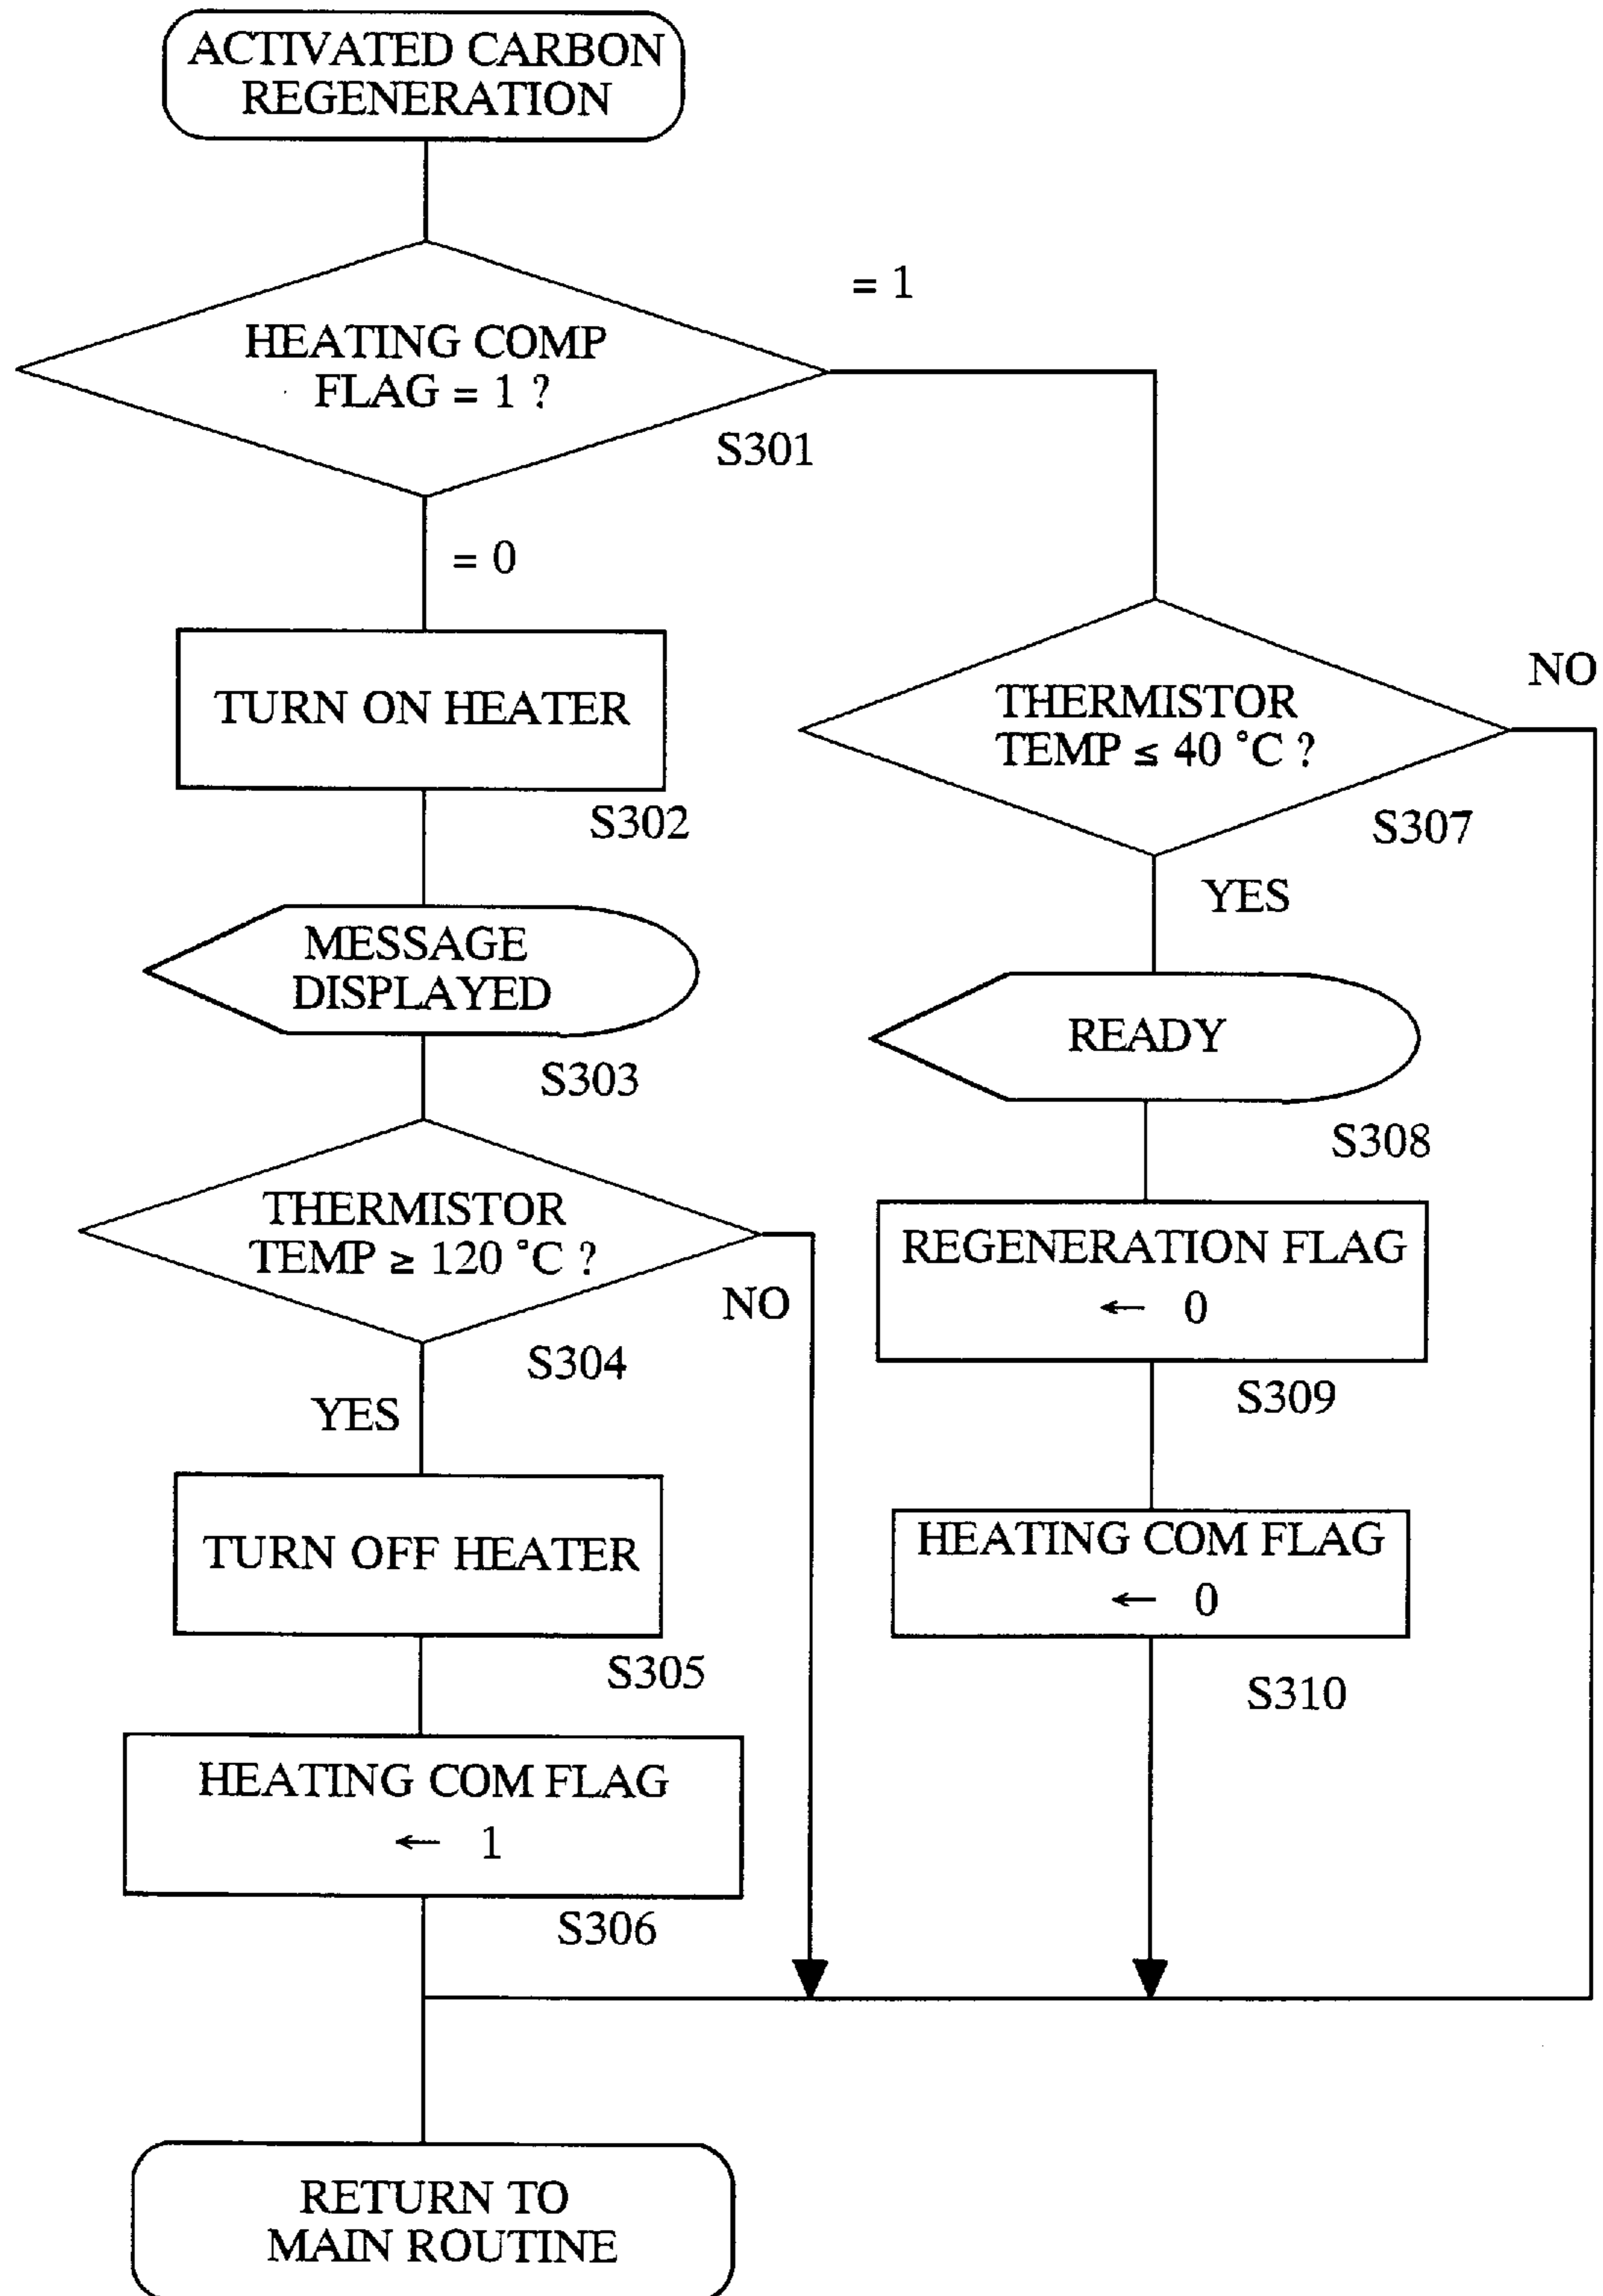 ACTIVATED CARBON
REGENERATION
= 1
HEATING COMP
FLAG = 1 ?
S301
= 0
TURN ON HEATER
S302
MESSAGE
DISPLAYED
S303
THERMISTOR
TEMP ≥ 120 °C ?
NO
S304
YES
TURN OFF HEATER
S305
HEATING COM FLAG
← 1
S306
THERMISTOR
TEMP ≤ 40 °C ?
NO
S307
YES
READY
S308
REGENERATION FLAG
← 0
S309
HEATING COM FLAG
← 0
S310
RETURN TO
MAIN ROUTINE